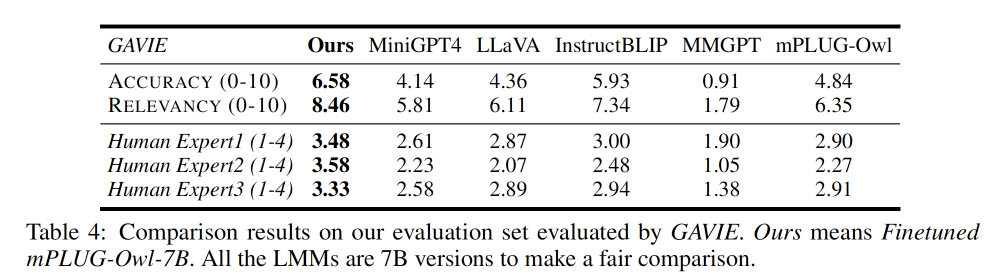 GAVIE Ours MiniGPT4 LLaVA InstructBLIP MMGPT mPLUG-Owl
ACCURACY (0-10) 6.58 4.14 4.36 5.93 0.91 4.84
RELEVANCY (0-10) 8.46 5.81 6.11 7.34 1.79 6.35
Human Expert1 (1-4) 3.48 2.61 2.87 3.00 1.90 2.90
Human Expert2 (1-4) 3.58 2.23 2.07 2.48 1.05 2.27
Human Expert3 (1-4) 3.33 2.58 2.89 2.94 1.38 2.91
Table 4: Comparison results on our evaluation set evaluated by GAVIE. Ours means Finetuned
mPLUG-Owl-7B. All the LMMs are 7B versions to make a fair comparison.